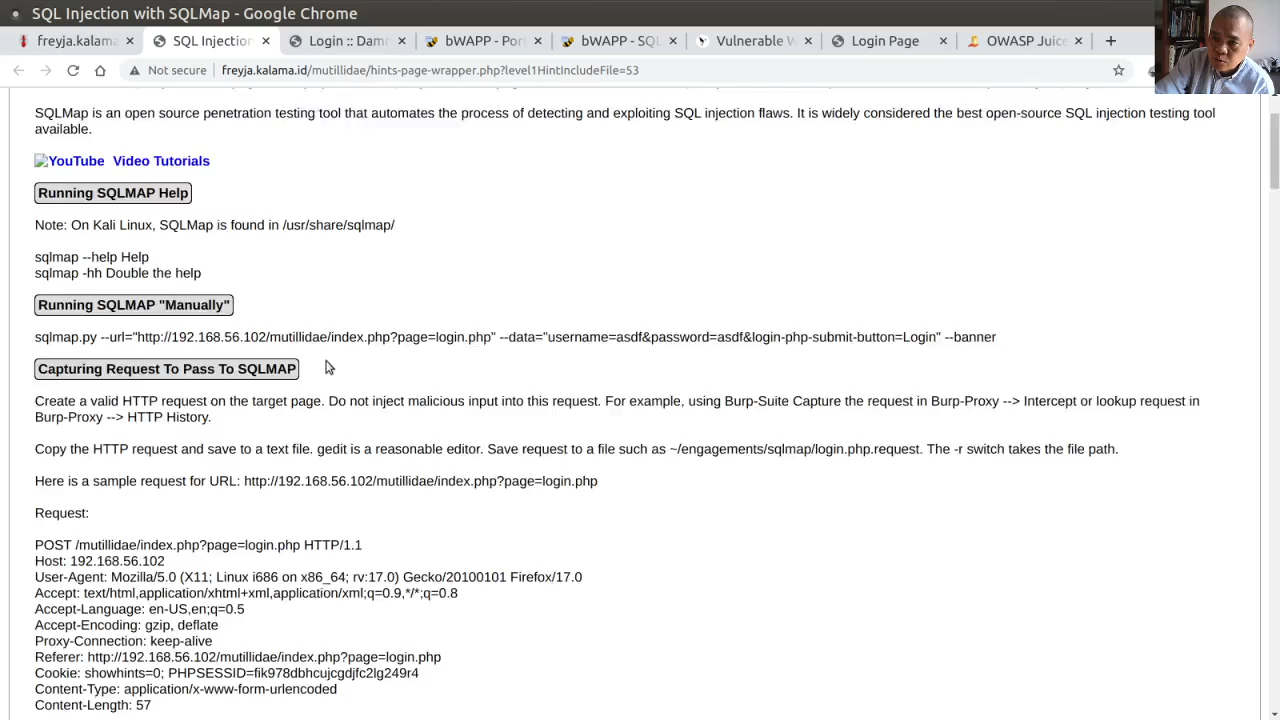 SQL Injection with SQLMap - Google Chrome
freyja.kalama
SQL Injection
Login :: Damn
bWAPP - Port
bWAPP - SQL
Vulnerable W
Login Page
OWASP Juice
Not secure
freyja.kalama.id/mutillidae/hints-page-wrapper.php?level1HintIncludeFile=53
SQLMap is an open source penetration testing tool that automates the process of detecting and exploiting SQL injection flaws. It is widely considered the best open-source SQL injection testing tool
available.
YouTube Video Tutorials
Running SQLMAP Help
Note: On Kali Linux, SQLMap is found in /usr/share/sqlmap/
sqlmap --help Help
sqlmap -hh Double the help
Running SQLMAP "Manually"
sqlmap.py --url="http://192.168.56.102/mutillidae/index.php?page=login.php" --data="username=asdf&password=asdf&login-php-submit-button=Login" --banner
Capturing Request To Pass To SQLMAP
Create a valid HTTP request on the target page. Do not inject malicious input into this request. For example, using Burp-Suite Capture the request in Burp-Proxy --> Intercept or lookup request in
Burp-Proxy --> HTTP History.
Copy the HTTP request and save to a text file. gedit is a reasonable editor. Save request to a file such as ~/engagements/sqlmap/login.php.request. The -r switch takes the file path.
Here is a sample request for URL: http://192.168.56.102/mutillidae/index.php?page=login.php
Request:
POST /mutillidae/index.php?page=login.php HTTP/1.1
Host: 192.168.56.102
User-Agent: Mozilla/5.0 (X11; Linux i686 on x86_64; rv:17.0) Gecko/20100101 Firefox/17.0
Accept: text/html,application/xhtml+xml,application/xml;q=0.9,*/*;q=0.8
Accept-Language: en-US,en;q=0.5
Accept-Encoding: gzip, deflate
Proxy-Connection: keep-alive
Referer: http://192.168.56.102/mutillidae/index.php?page=login.php
Cookie: showhints=0; PHPSESSID=fik978dbhcujcgdjfc2lg249r4
Content-Type: application/x-www-form-urlencoded
Content-Length: 57